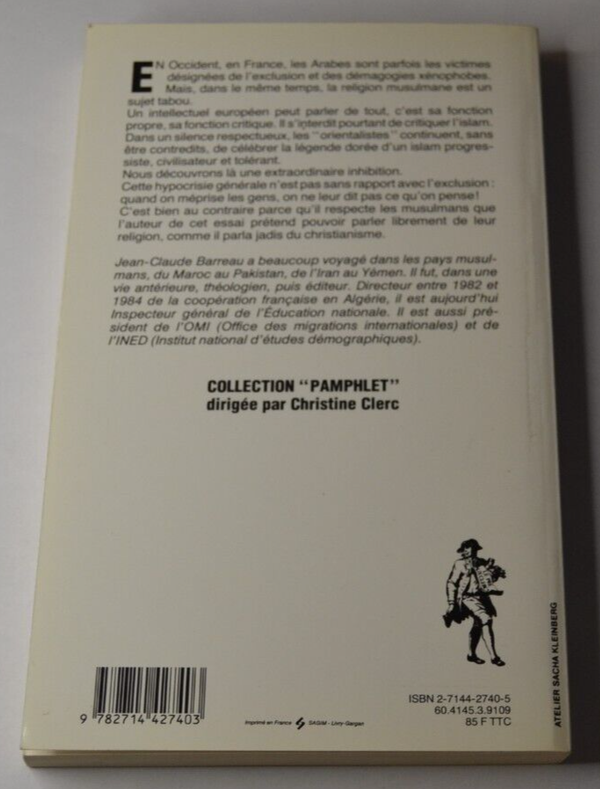 EN Occident, en France, les Arabes sont parfois les victimes
désignées de l'exclusion et des démagogies xénophobes.
Mais, dans le même temps, la religion musulmane est un
sujet tabou.
Un intellectuel européen peut parler de tout, c'est sa fonction
propre, sa fonction critique. Il s'interdit pourtant de critiquer l'islam.
Dans un silence respectueux, les "orientalistes" continuent, sans
être contredits, de célébrer la légende dorée d'un islam progres-
siste, civilisateur et tolérant.
Nous découvrons là une extraordinaire inhibition.
Cette hypocrisie générale n'est pas sans rapport avec l'exclusion :
quand on méprise les gens, on ne leur dit pas ce qu'on pense!
C'est bien au contraire parce qu'il respecte les musulmans que
l'auteur de cet essai prétend pouvoir parler librement de leur
religion, comme il parla jadis du christianisme.
Jean-Claude Barreau a beaucoup voyagé dans les pays musul-
mans, du Maroc au Pakistan, de l'Iran au Yémen. Il fut, dans une
vie antérieure, théologien, puis éditeur. Directeur entre 1982 et
1984 de la coopération française en Algérie, il est aujourd'hui
Inspecteur général de l'Éducation nationale. Il est aussi pré-
sident de l'OMI (Office des migrations internationales) et de
l'INED (Institut national d'études démographiques).
COLLECTION "PAMPHLET"
dirigée par Christine Clerc
ATELIER SACHA KLEINBERG
9 782714 427403
Imprimé en France SAGIM - Livry-Gargan
ISBN 2-7144-2740-5
60.4145.3.9109
85 F TTC